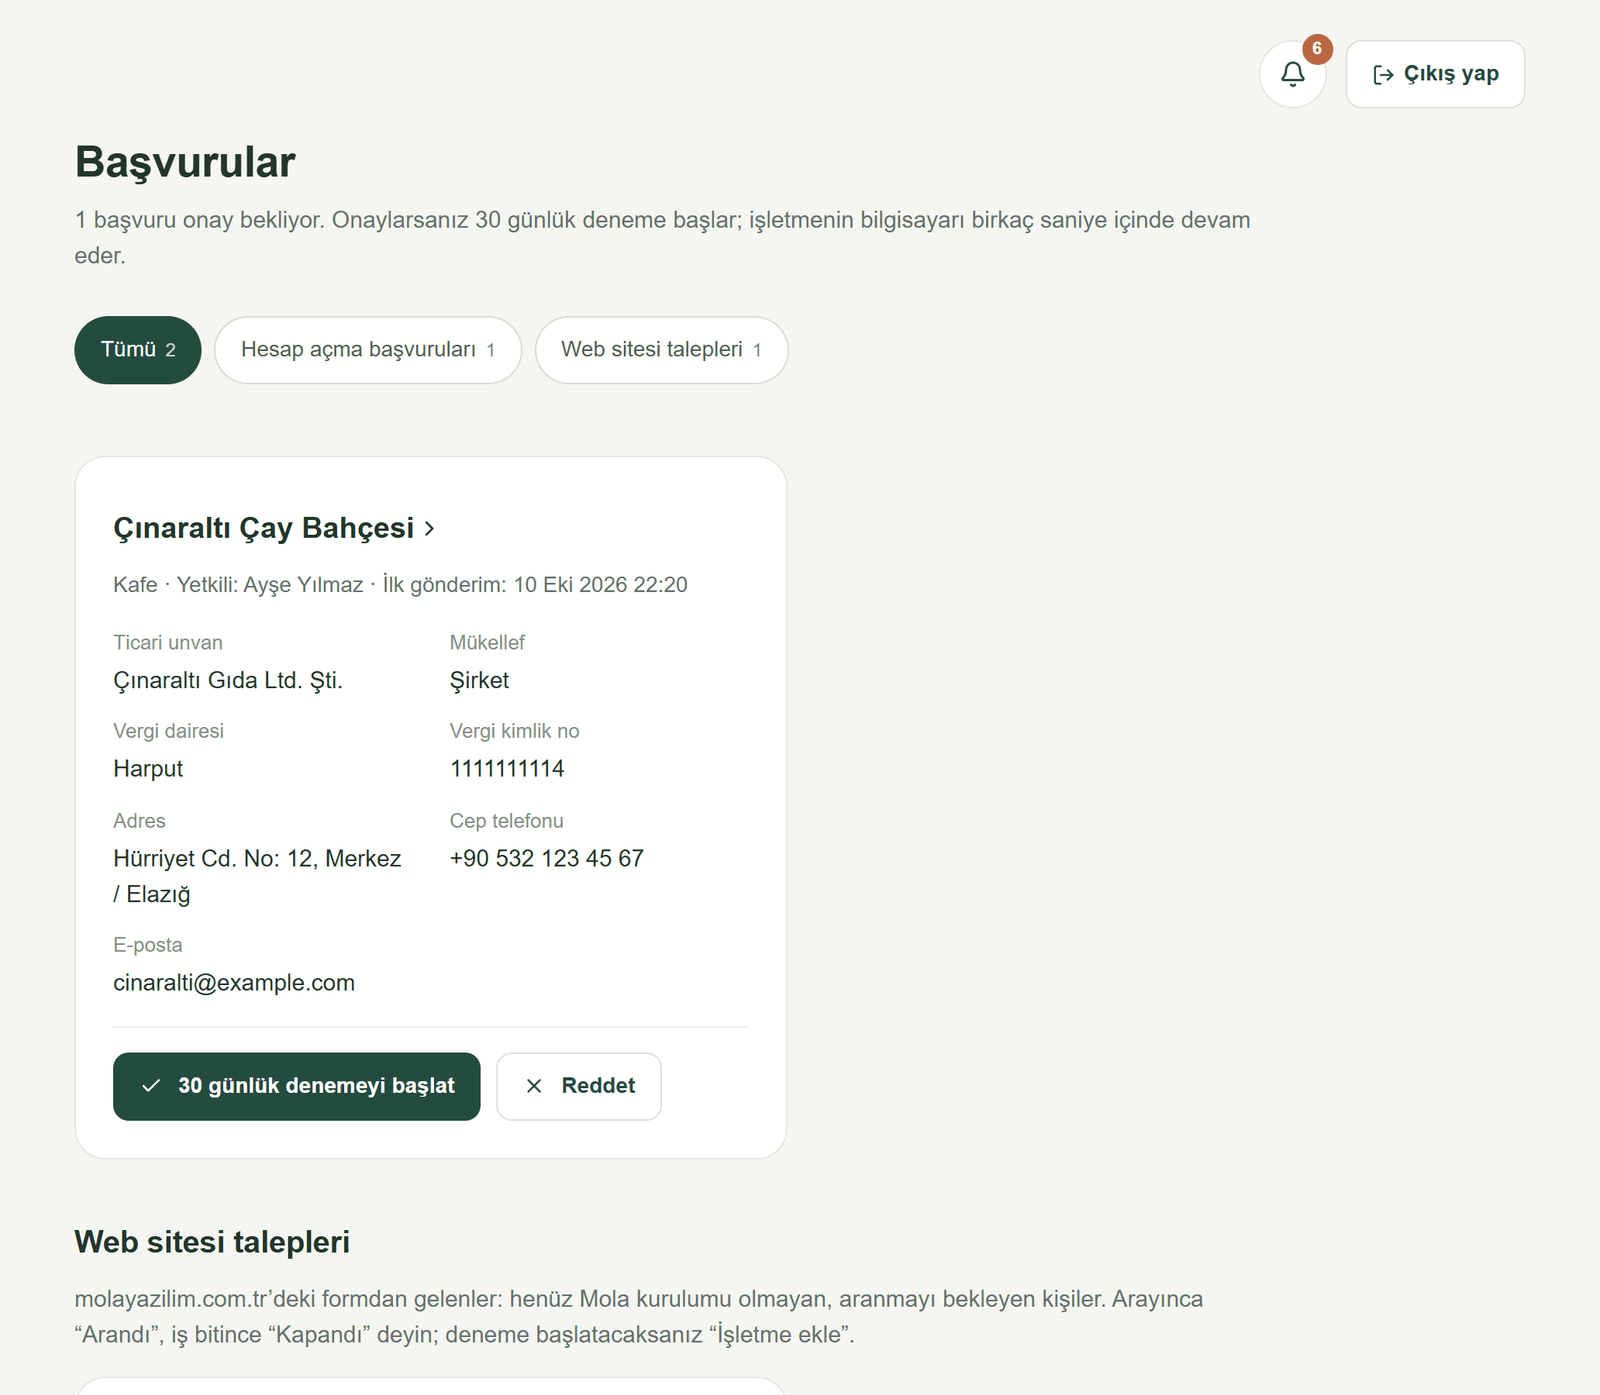 6
Çıkış yap
Başvurular
1 başvuru onay bekliyor. Onaylarsanız 30 günlük deneme başlar; işletmenin bilgisayarı birkaç saniye içinde devam
eder.
Tümü 2
Hesap açma başvuruları 1
Web sitesi talepleri 1
Çınaraltı Çay Bahçesi
Kafe · Yetkili: Ayşe Yılmaz · İlk gönderim: 10 Eki 2026 22:20
Ticari unvan
Çınaraltı Gıda Ltd. Şti.
Mükellef
Şirket
Vergi dairesi
Harput
Vergi kimlik no
1111111114
Adres
Hürriyet Cd. No: 12, Merkez
/ Elazığ
Cep telefonu
+90 532 123 45 67
E-posta
cinaralti@example.com
30 günlük denemeyi başlat
Reddet
Web sitesi talepleri
molayazilim.com.tr’deki formdan gelenler: henüz Mola kurulumu olmayan, aranmayı bekleyen kişiler. Arayınca
“Arandı”, iş bitince “Kapandı” deyin; deneme başlatacaksanız “İşletme ekle”.